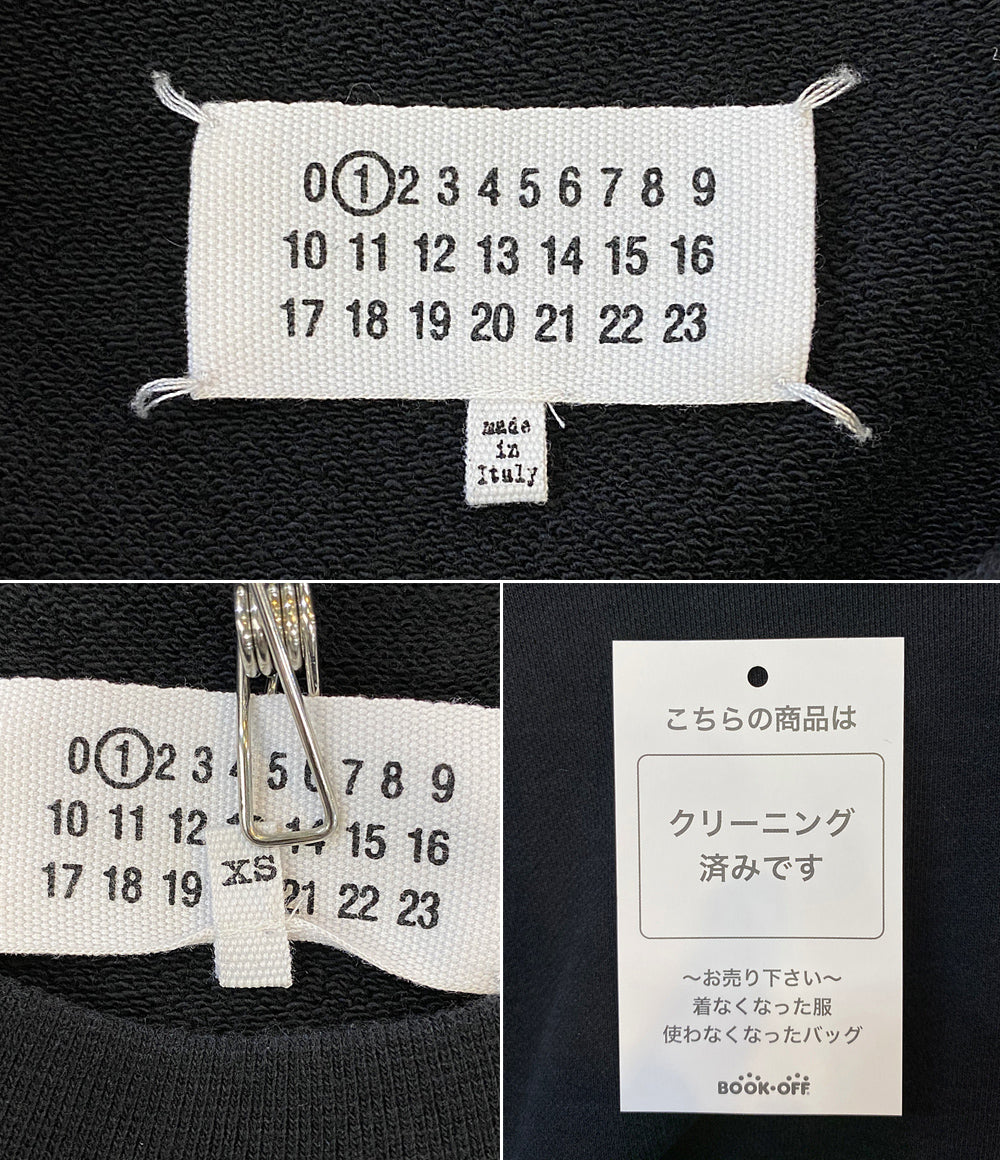 0 1 2 3 4 5 6 7 8 9
10 11 12 13 14 15 16
17 18 19 20 21 22 23
made
in
Italy
0 1 2 3 5 7 8 9
10 11 12 14 15 16
17 18 19 21 22 23
XS
こちらの商品は
クリーニング
済みです
～お売り下さい～
着なくなった服
使わなくなったバッグ
BOOK・OFF